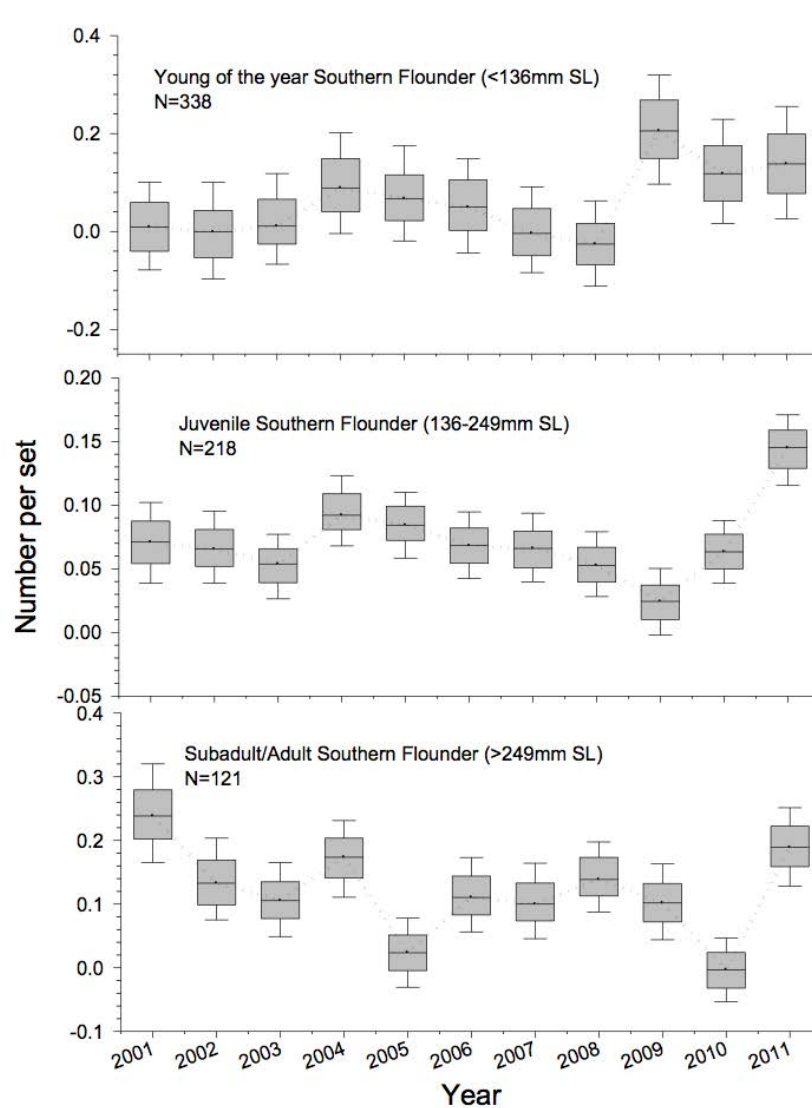 0.4
Young of the year Southern Flounder (<136mm SL)
N=338
0.2
0.0
-0.2
0.20
Juvenile Southern Flounder (136-249mm SL)
N=218
0.15
0.10
0.05
0.00
-0.05
Number per set
0.4
Subadult/Adult Southern Flounder (>249mm SL)
N=121
0.3
0.2
0.1
0.0
-0.1
2001 2002 2003 2004 2005 2006 2007 2008 2009 2010 2011
Year